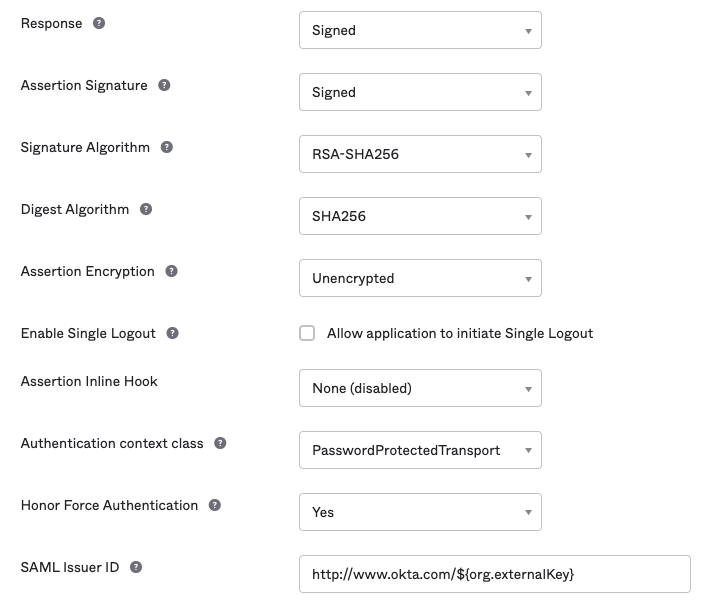 Response ?
Signed
Assertion Signature ?
Signed
Signature Algorithm ?
RSA-SHA256
Digest Algorithm ?
SHA256
Assertion Encryption ?
Unencrypted
Enable Single Logout ?
Allow application to initiate Single Logout
Assertion Inline Hook
None (disabled)
Authentication context class ?
PasswordProtectedTransport
Honor Force Authentication ?
Yes
SAML Issuer ID ?
http://www.okta.com/${org.externalKey}